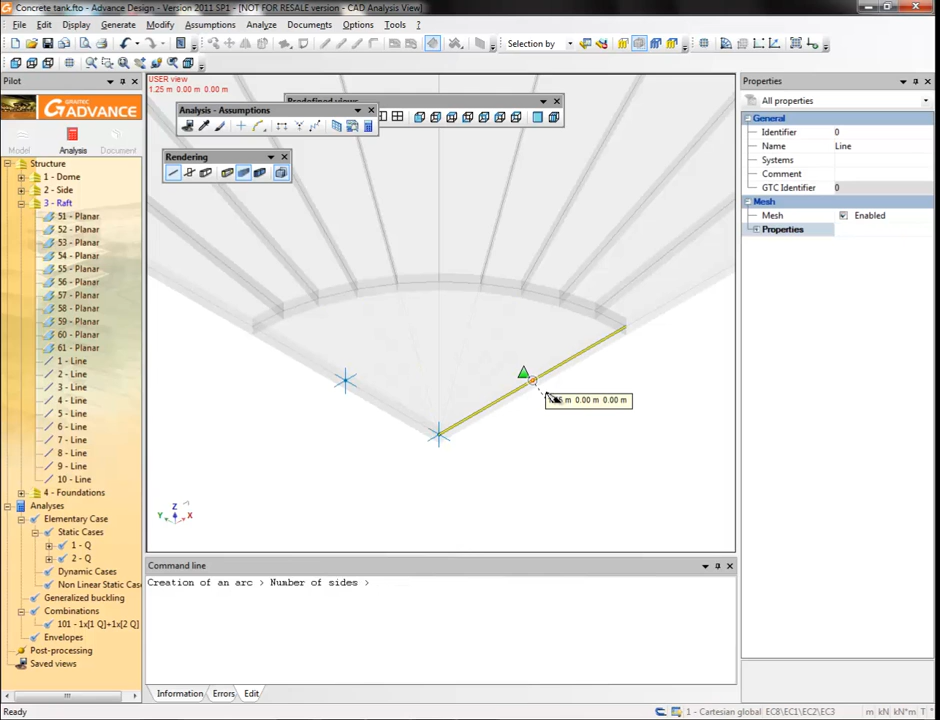 Concrete tank.fto - Advance Design - Version 2011 SP1 - [NOT FOR RESALE version - CAD Analysis View]
File Edit Display Generate Modify Assumptions Analyze Documents Options Tools ?
Selection by
Pilot
GRAITEC
ADVANCE
Model Analysis Document
Structure
1 - Dome
2 - Side
3 - Raft
51 - Planar
52 - Planar
53 - Planar
54 - Planar
55 - Planar
56 - Planar
57 - Planar
58 - Planar
59 - Planar
60 - Planar
61 - Planar
1 - Line
2 - Line
3 - Line
4 - Line
5 - Line
6 - Line
7 - Line
8 - Line
9 - Line
10 - Line
4 - Foundations
Analyses
Elementary Case
Static Cases
1 - Q
2 - Q
Dynamic Cases
Non Linear Static Cas
Generalized buckling
Combinations
101 - 1x[1 Q]+1x[2 Q]
Envelopes
Post-processing
Saved views
USER view
1.25 m 0.00 m 0.00 m
Predefined views
Analysis - Assumptions
Rendering
m 0.00 m 0.00 m
Z
Y X
Command line
Creation of an arc > Number of sides >
Information Errors Edit
Properties
All properties
General
Identifier 0
Name Line
Systems
Comment
GTC Identifier 0
Mesh
Mesh Enabled
Properties
Ready
1 - Cartesian global EC8/EC1/EC2/EC3 m kN kN*m T °